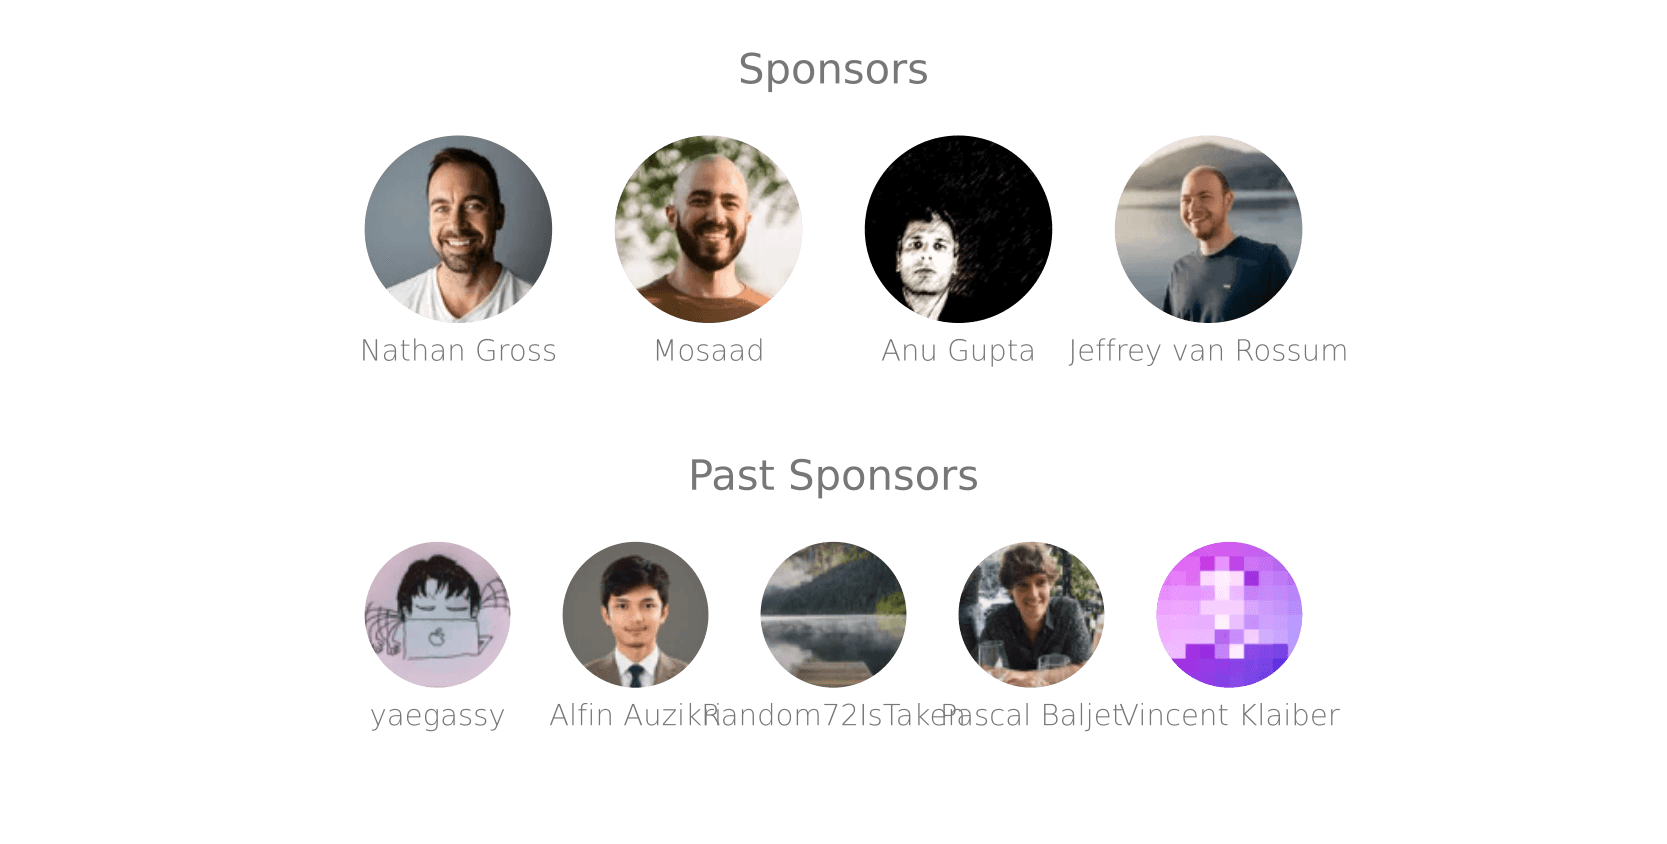 Sponsors
Nathan Gross Mosaad Anu Gupta Jeffrey van Rossum
Past Sponsors
yaegassy Alfin Auzikri Random72IsTaken Pascal Baljet Vincent Klaiber